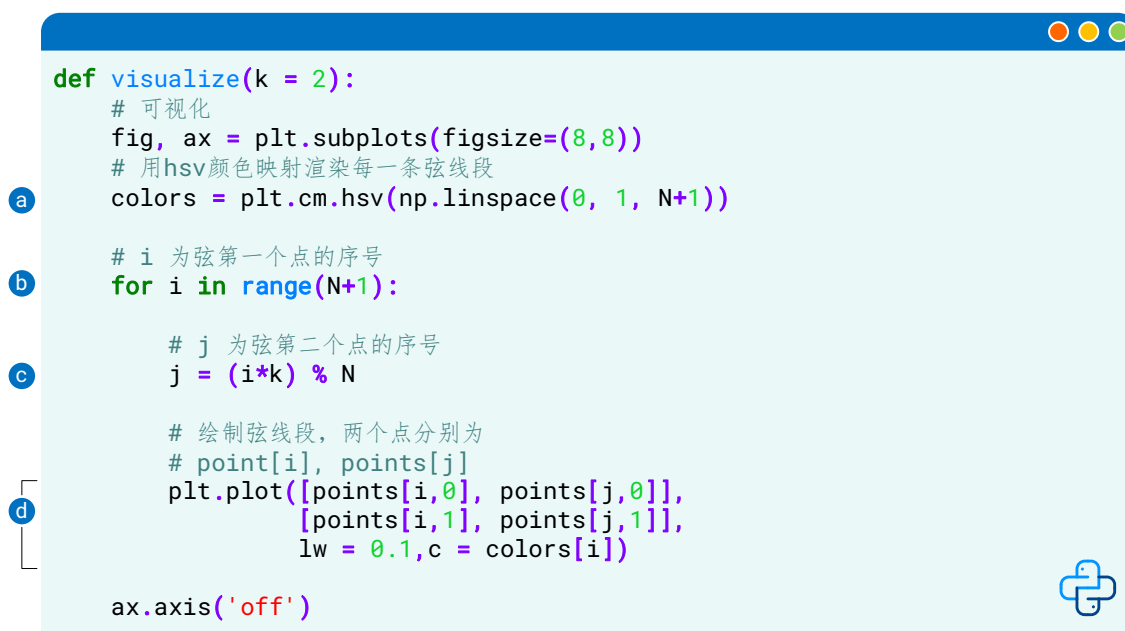 def visualize(k = 2):
# 可视化
fig, ax = plt.subplots(figsize=(8,8))
# 用hsv颜色映射渲染每一条弦线段
a colors = plt.cm.hsv(np.linspace(0, 1, N+1))
# i 为弦第一个点的序号
b for i in range(N+1):
# j 为弦第二个点的序号
c j = (i*k) % N
# 绘制弦线段，两个点分别为
# point[i], points[j]
plt.plot([points[i,0], points[j,0]],
d [points[i,1], points[j,1]],
lw = 0.1,c = colors[i])
ax.axis('off')